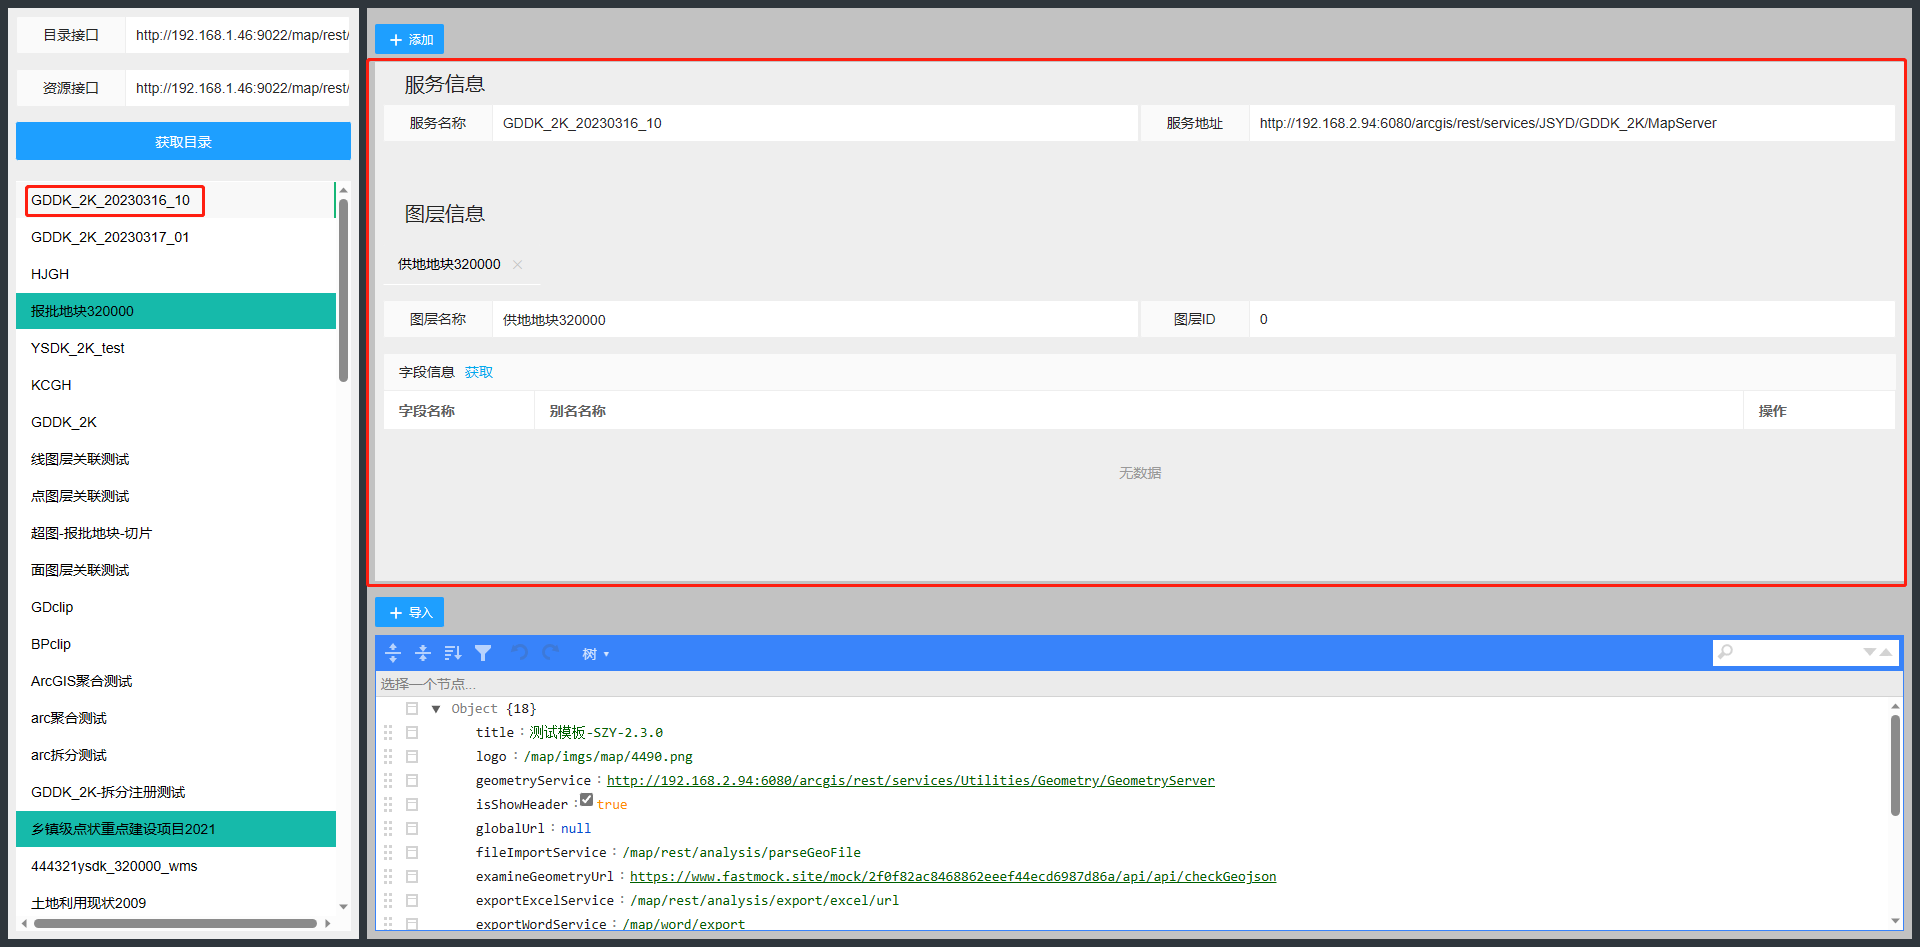 目录接口 http://192.168.1.46:9022/map/rest/
资源接口 http://192.168.1.46:9022/map/rest/
获取目录
GDDK_2K_20230316_10
GDDK_2K_20230317_01
HJGH
报批地块320000
YSDK_2K_test
KCGH
GDDK_2K
线图层关联测试
点图层关联测试
超图-报批地块-切片
面图层关联测试
GDclip
BPclip
ArcGIS聚合测试
arc聚合测试
arc拆分测试
GDDK_2K-拆分注册测试
乡镇级点状重点建设项目2021
444321ysdk_320000_wms
土地利用现状2009
添加
服务信息
服务名称 GDDK_2K_20230316_10 服务地址 http://192.168.2.94:6080/arcgis/rest/services/JSYD/GDDK_2K/MapServer
图层信息
供地地块320000
图层名称 供地地块320000 图层ID 0
字段信息 获取
字段名称 别名名称 操作
无数据
导入
树
选择一个节点...
Object {18}
title : 测试模板-SZY-2.3.0
logo : /map/imgs/map/4490.png
geometryService : http://192.168.2.94:6080/arcgis/rest/services/Utilities/Geometry/GeometryServer
isShowHeader : true
globalUrl : null
fileImportService : /map/rest/analysis/parseGeoFile
examineGeometryUrl : https://www.fastmock.site/mock/2f0f82ac8468862eeef44ecd6987d86a/api/api/checkGeojson
exportExcelService : /map/rest/analysis/export/excel/url
exportWordService : /map/word/export